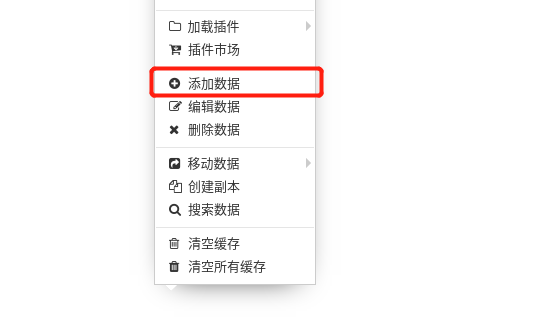 加载插件
插件市场
添加数据
编辑数据
删除数据
移动数据
创建副本
搜索数据
清空缓存
清空所有缓存